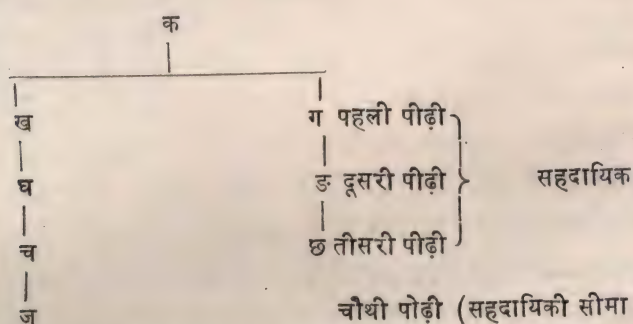 क
ख ग पहली पीढ़ी
घ ङ दूसरी पीढ़ी सहदायिक
च छ तीसरी पीढ़ी
ज चौथी पोढ़ी (सहदायिकी सीमा